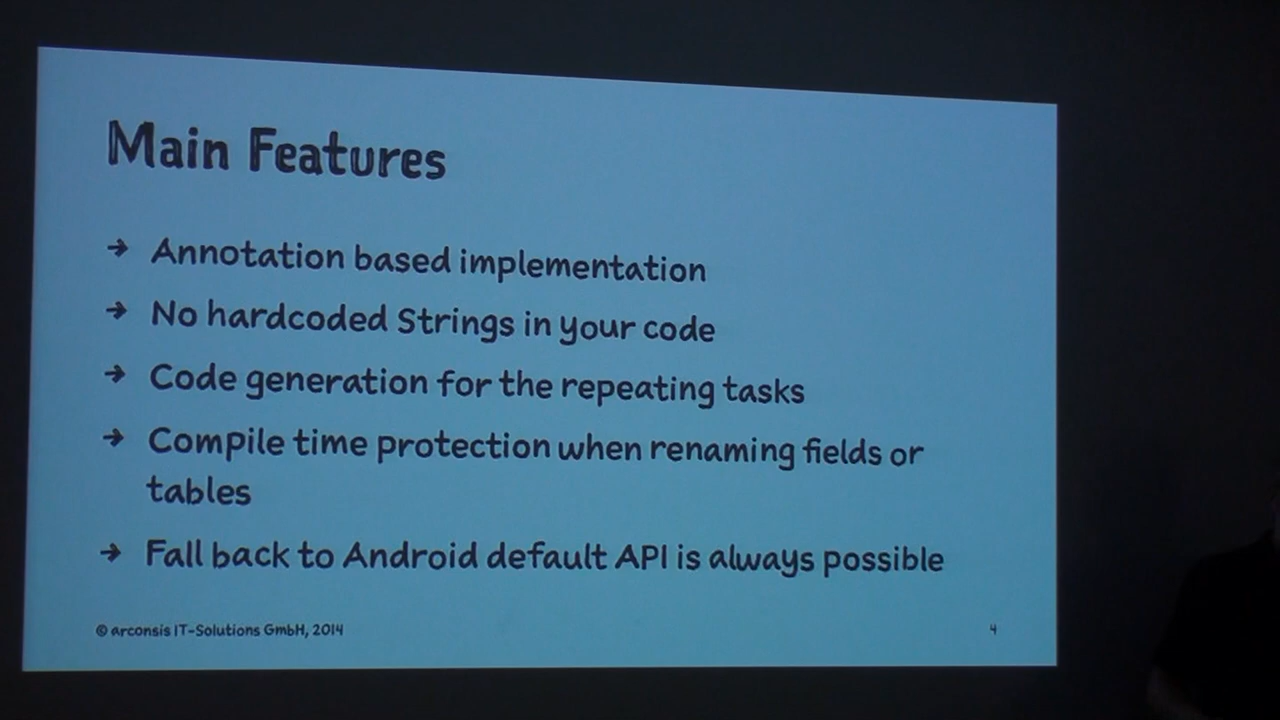 Main Features
→ Annotation based implementation
→ No hardcoded Strings in your code
→ Code generation for the repeating tasks
→ Compile time protection when renaming fields or
tables
→ Fall back to Android default API is always possible
© arconsis IT-Solutions GmbH, 2014
4